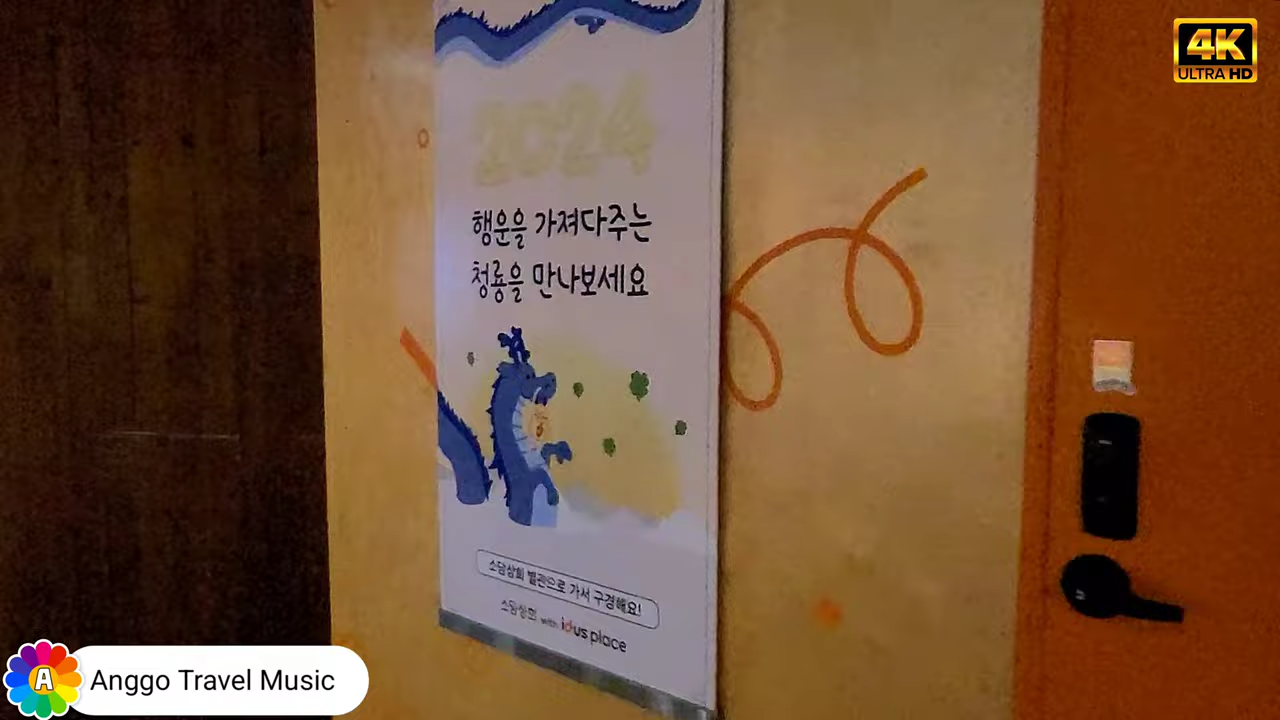 4K
ULTRA HD
2024
행운을 가져다주는
청룡을 만나보세요
소담상회 별관으로 가서 구경해요!
소담상회 with idus place
A
Anggo Travel Music